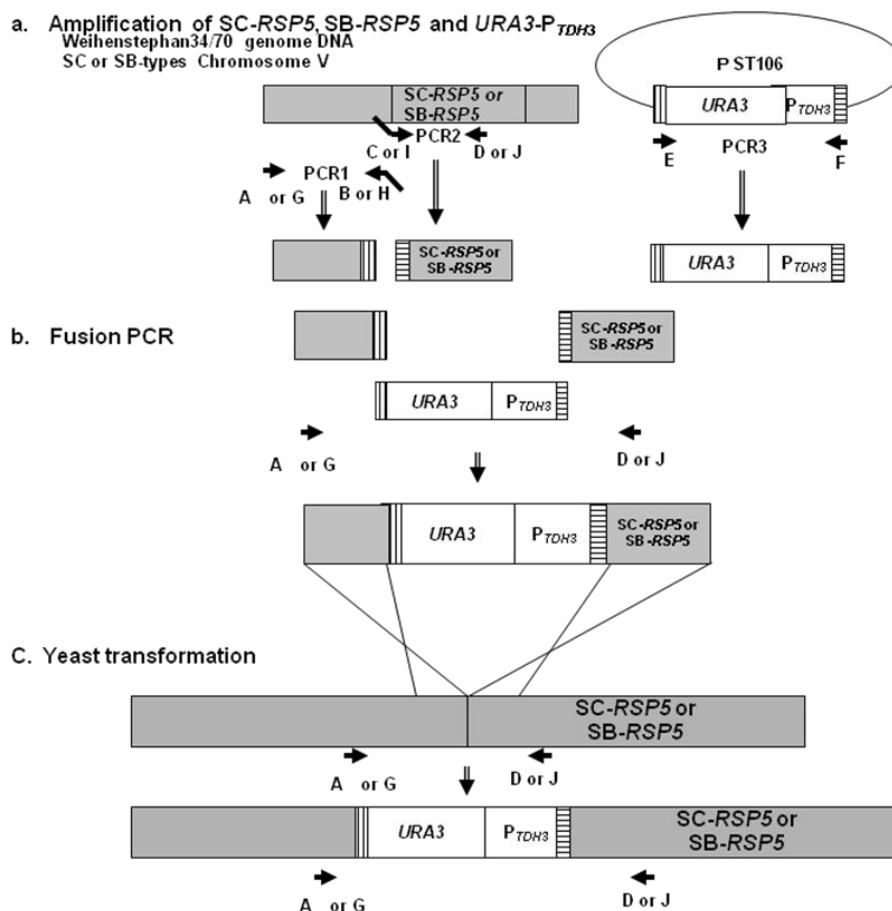 a. Amplification of SC-RSP5, SB-RSP5 and URA3-PTDH3
Weihenstephan34/70 genome DNA
SC or SB-types Chromosome V
SC-RSP5 or
SB-RSP5
C or I
PCR2
D or J
PCR1
A or G
B or H
P ST106
URA3
PTDH3
E
PCR3
F
SC-RSP5 or
SB-RSP5
URA3
PTDH3
b. Fusion PCR
SC-RSP5 or
SB-RSP5
URA3
PTDH3
A or G
D or J
URA3
PTDH3
SC-RSP5 or
SB-RSP5
C. Yeast transformation
SC-RSP5 or
SB-RSP5
A or G
D or J
URA3
PTDH3
SC-RSP5 or
SB-RSP5
A or G
D or J